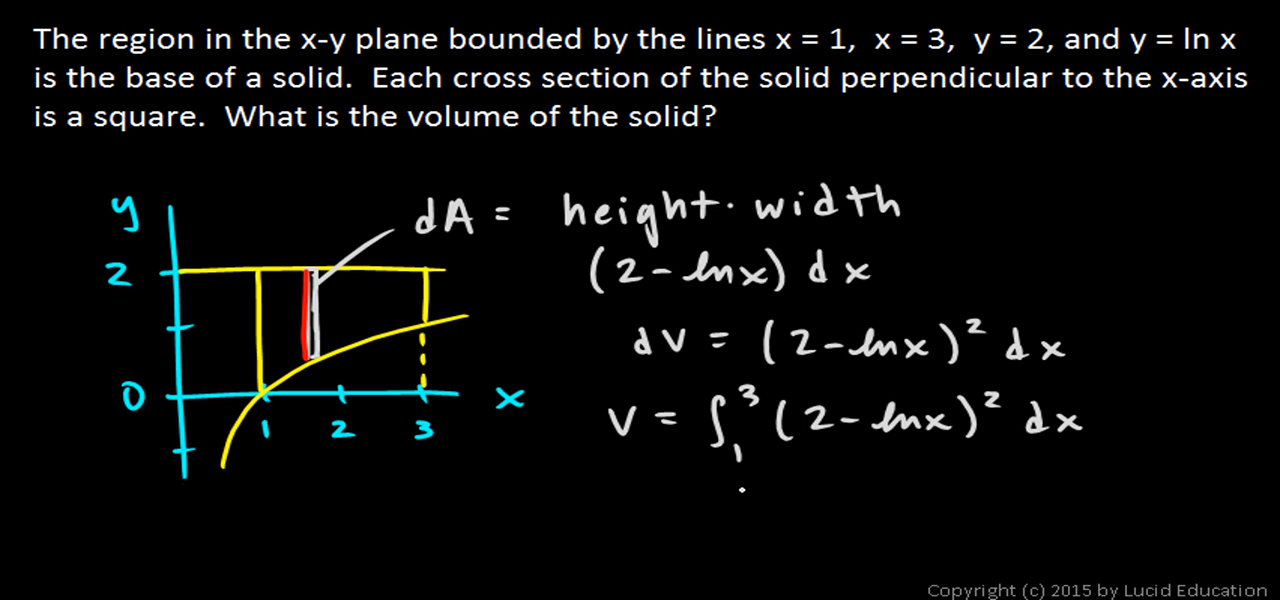 The region in the x-y plane bounded by the lines x = 1, x = 3, y = 2, and y = ln x
is the base of a solid. Each cross section of the solid perpendicular to the x-axis
is a square. What is the volume of the solid?
y
2
0
1 2 3
x
dA = height · width
(2 - ln x) dx
dV = (2 - ln x)² dx
V = ∫₁³ (2 - ln x)² dx
Copyright (c) 2015 by Lucid Education